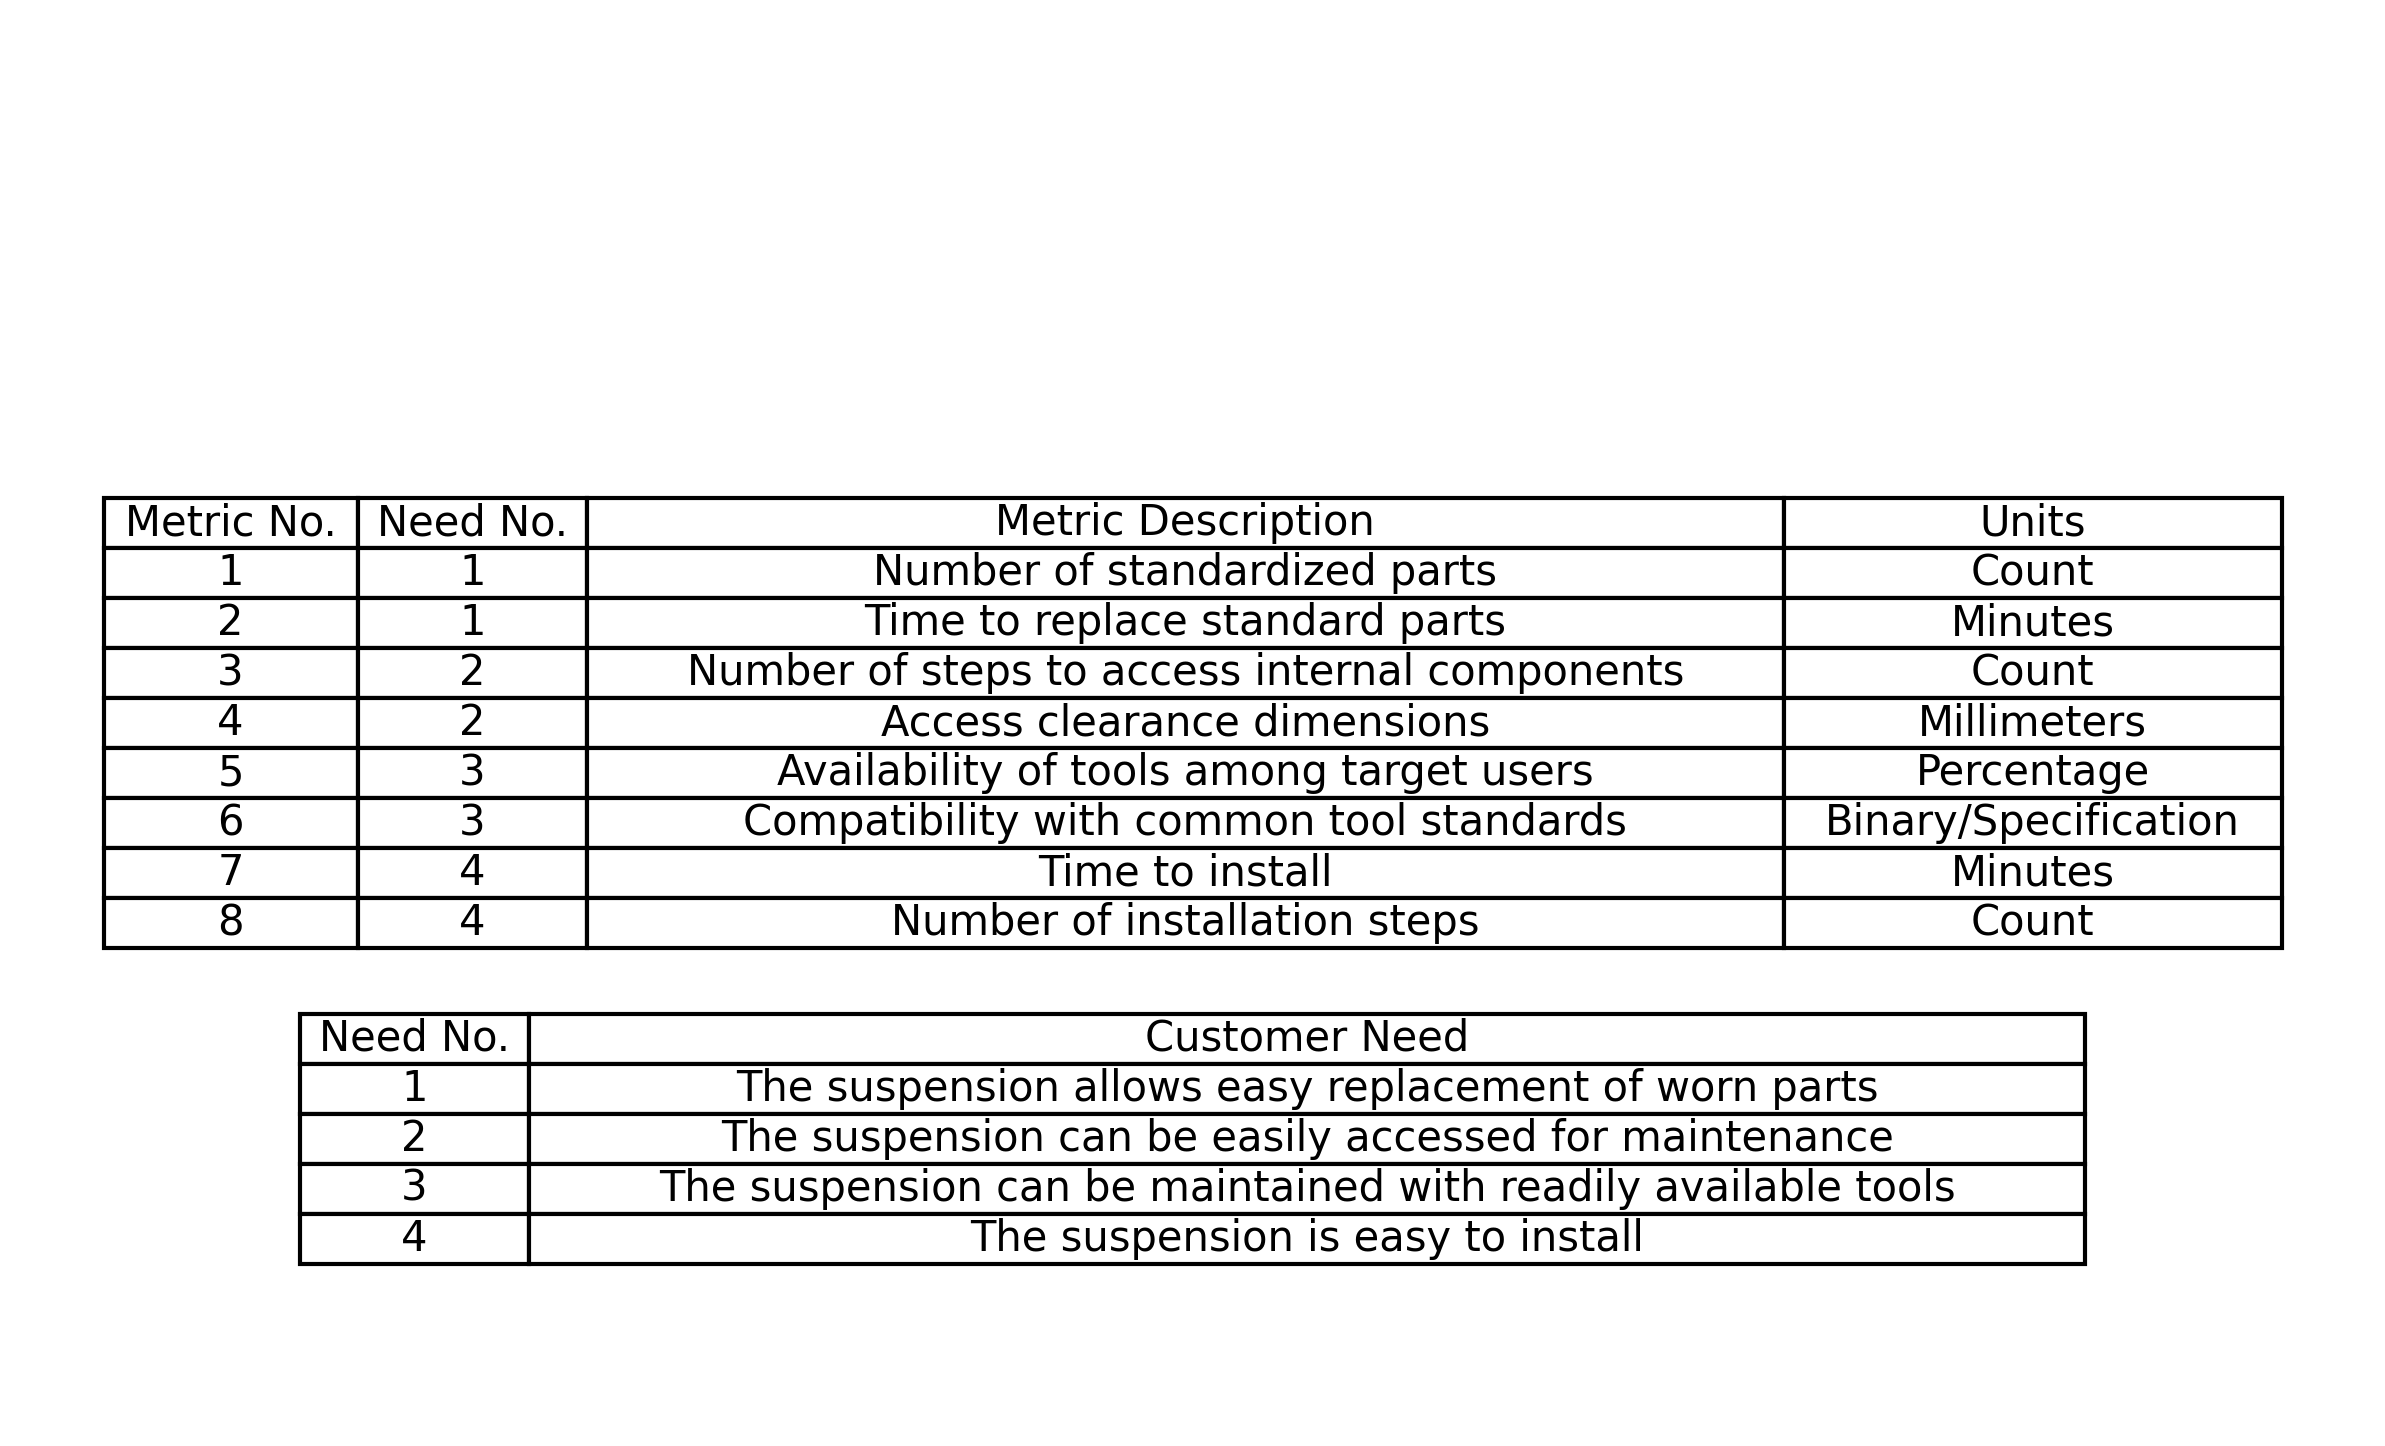 Metric No. Need No. Metric Description Units
1 1 Number of standardized parts Count
2 1 Time to replace standard parts Minutes
3 2 Number of steps to access internal components Count
4 2 Access clearance dimensions Millimeters
5 3 Availability of tools among target users Percentage
6 3 Compatibility with common tool standards Binary/Specification
7 4 Time to install Minutes
8 4 Number of installation steps Count
Need No. Customer Need
1 The suspension allows easy replacement of worn parts
2 The suspension can be easily accessed for maintenance
3 The suspension can be maintained with readily available tools
4 The suspension is easy to install